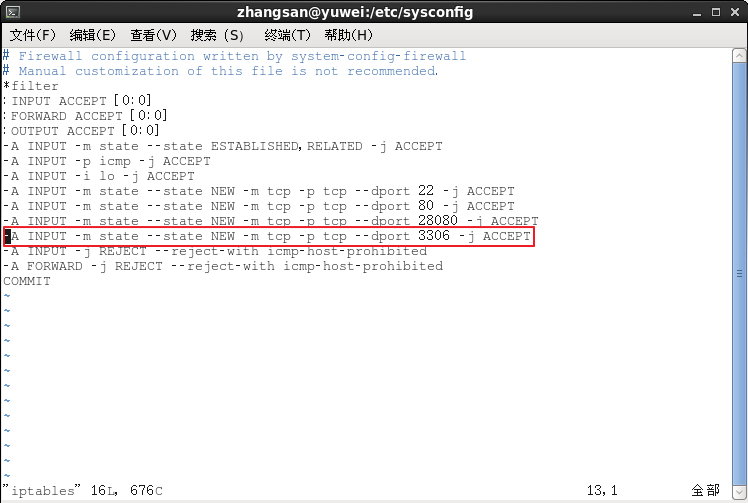 zhangsan@yuwei:/etc/sysconfig
文件(F) 编辑(E) 查看(V) 搜索 (S) 终端(T) 帮助(H)
# Firewall configuration written by system-config-firewall
# Manual customization of this file is not recommended.
*filter
:INPUT ACCEPT [0:0]
:FORWARD ACCEPT [0:0]
:OUTPUT ACCEPT [0:0]
-A INPUT -m state --state ESTABLISHED,RELATED -j ACCEPT
-A INPUT -p icmp -j ACCEPT
-A INPUT -i lo -j ACCEPT
-A INPUT -m state --state NEW -m tcp -p tcp --dport 22 -j ACCEPT
-A INPUT -m state --state NEW -m tcp -p tcp --dport 80 -j ACCEPT
-A INPUT -m state --state NEW -m tcp -p tcp --dport 28080 -j ACCEPT
-A INPUT -m state --state NEW -m tcp -p tcp --dport 3306 -j ACCEPT
-A INPUT -j REJECT --reject-with icmp-host-prohibited
-A FORWARD -j REJECT --reject-with icmp-host-prohibited
COMMIT
~
~
~
~
~
~
~
~
~
~
~
~
~
"iptables" 16L, 676C 13,1 全部